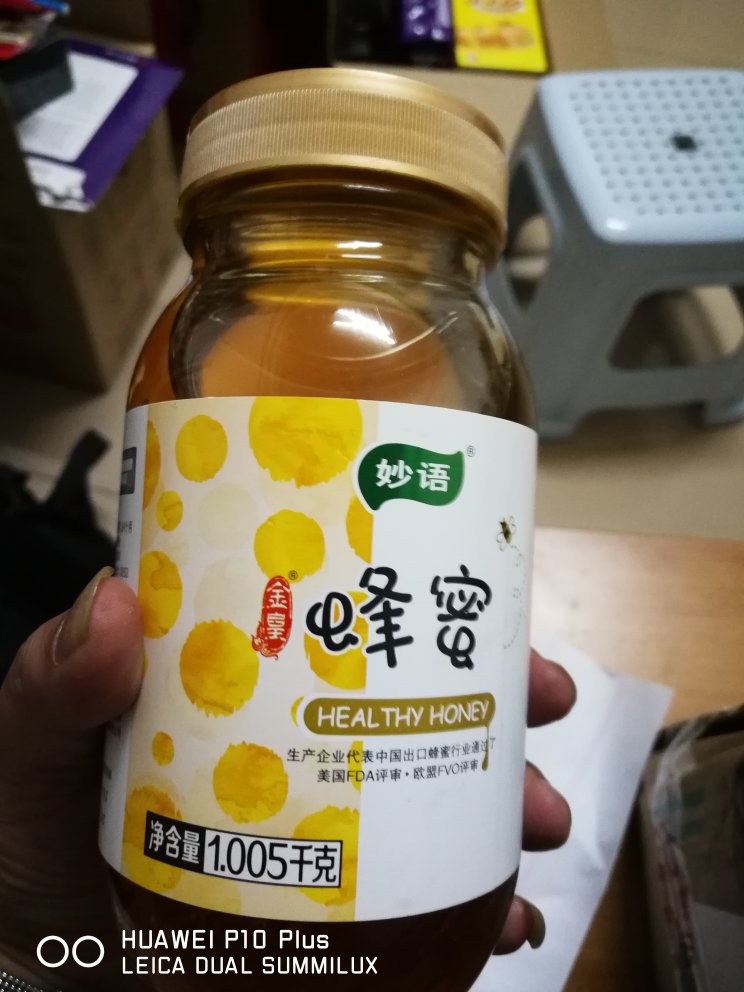 妙语®
金皇®
蜂蜜
HEALTHY HONEY
生产企业代表中国出口蜂蜜行业通过了
美国FDA评审·欧盟FVO评审
净含量 1.005千克
HUAWEI P10 Plus
LEICA DUAL SUMMILUX